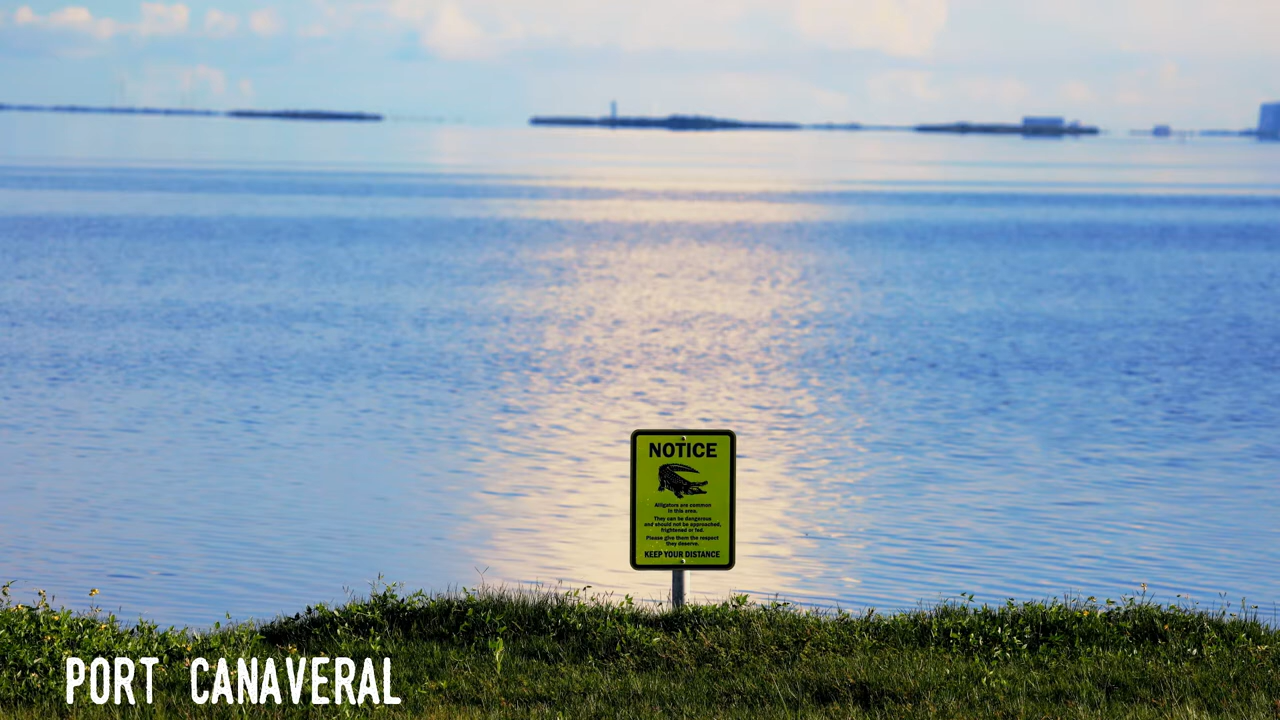 NOTICE
Alligators are common
in this area.
They can be dangerous
and should not be approached,
frightened or fed.
Please give them the respect
they deserve.
KEEP YOUR DISTANCE
PORT CANAVERAL